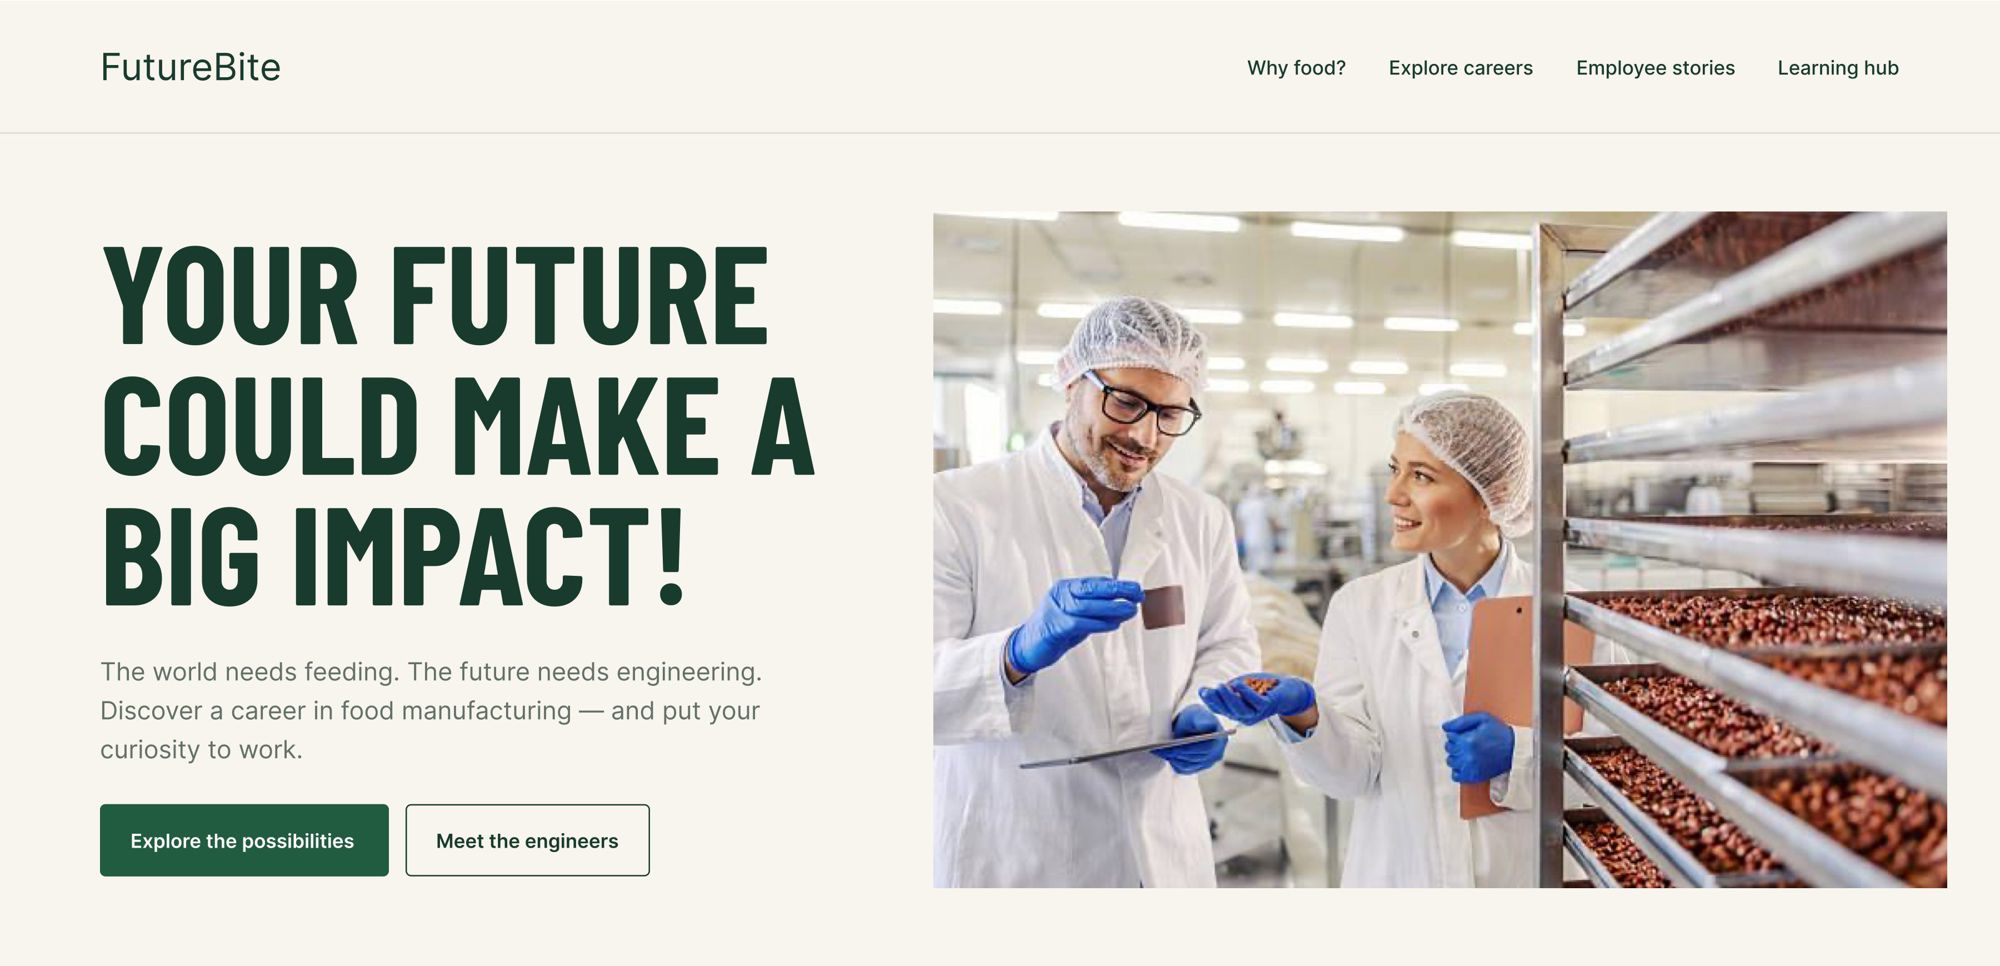 FutureBite
Why food? Explore careers Employee stories Learning hub
YOUR FUTURE
COULD MAKE A
BIG IMPACT!
The world needs feeding. The future needs engineering.
Discover a career in food manufacturing — and put your
curiosity to work.
Explore the possibilities Meet the engineers